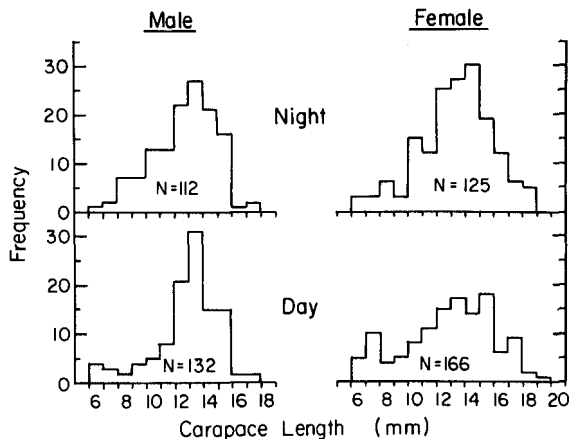 Male Female
30
20
10
0
Night
N=112 N=125
Frequency
30
20
10
0
Day
N=132 N=166
6 8 10 12 14 16 18 6 8 10 12 14 16 18 20
Carapace Length (mm)